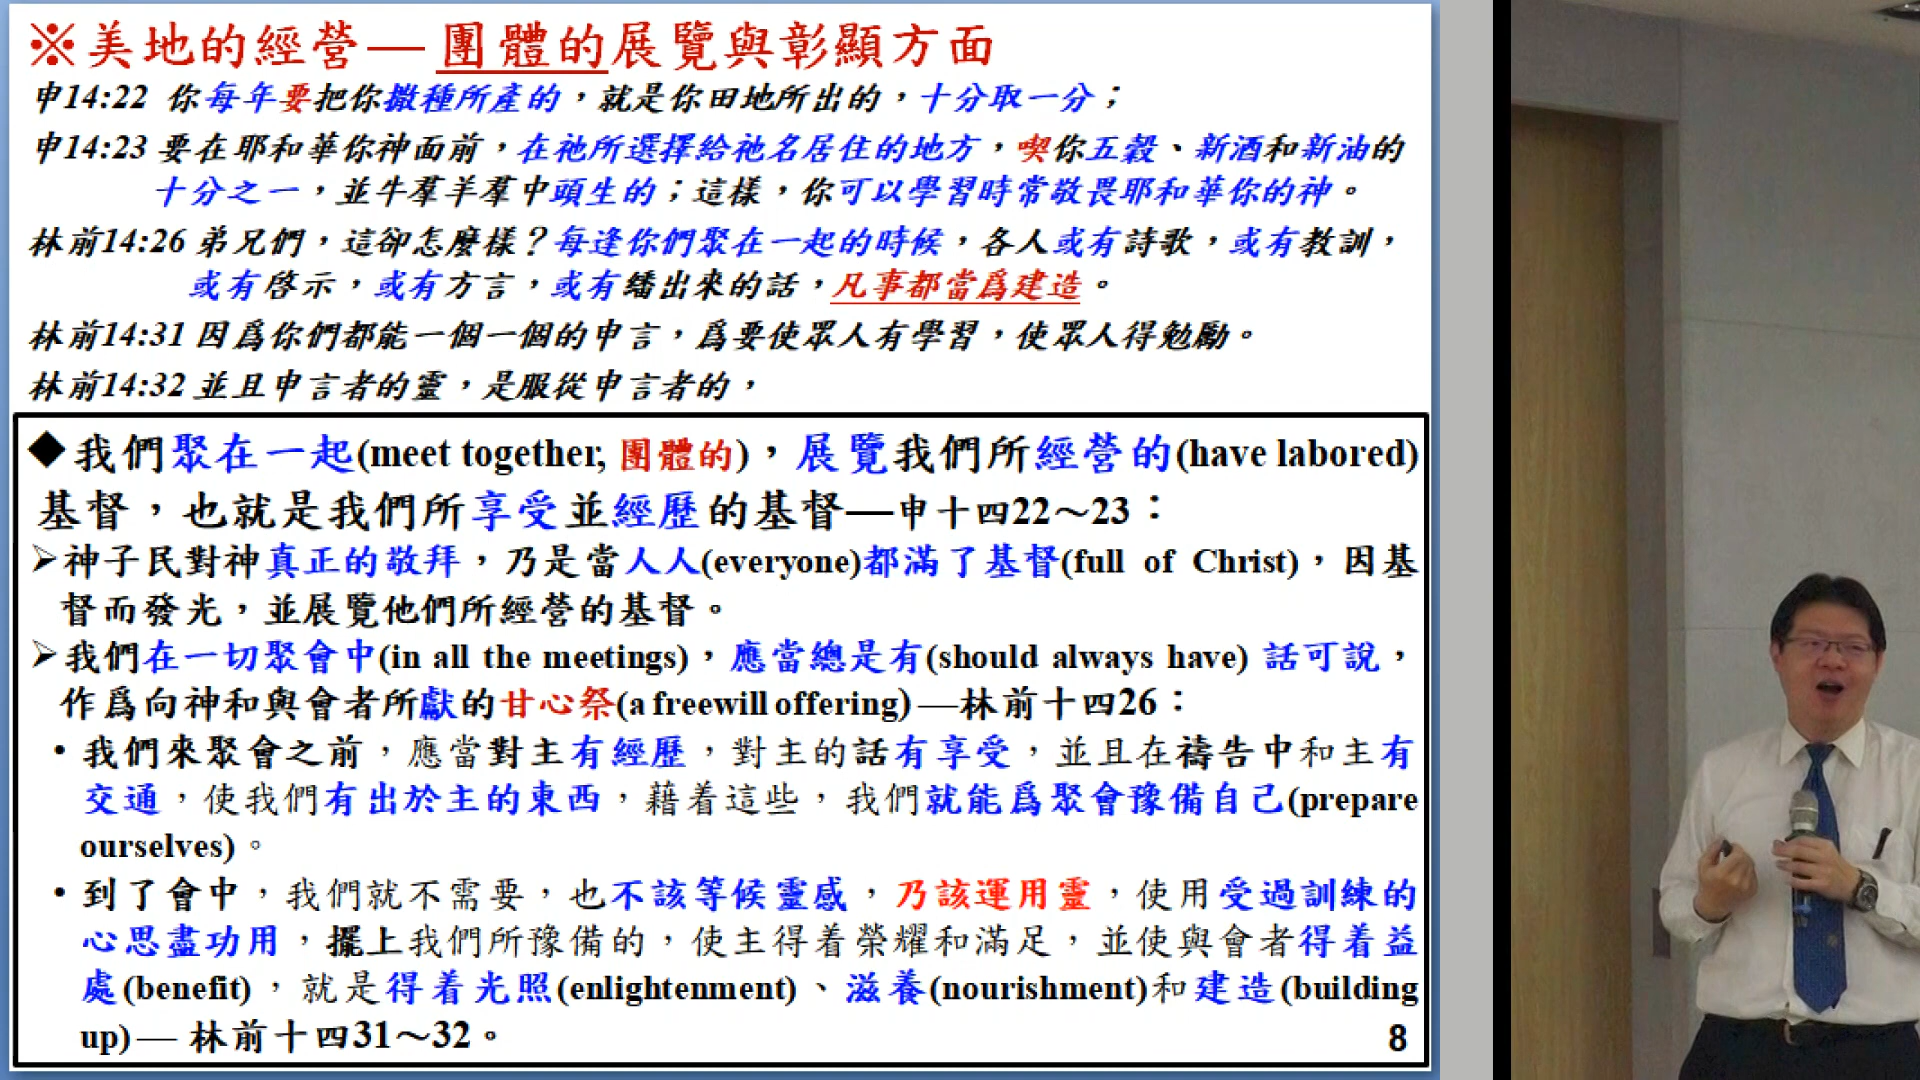 ※美地的經營—團體的展覽與彰顯方面
申14:22 你每年要把你撒種所產的，就是你田地所出的，十分取一分；
申14:23 要在耶和華你神面前，在祂所選擇給祂名居住的地方，喫你五穀、新酒和新油的
十分之一，並牛羣羊羣中頭生的；這樣，你可以學習時常敬畏耶和華你的神。
林前14:26 弟兄們，這卻怎麼樣？每逢你們聚在一起的時候，各人或有詩歌，或有教訓，
或有啓示，或有方言，或有繙出來的話，凡事都當爲建造。
林前14:31 因爲你們都能一個一個的申言，爲要使眾人有學習，使眾人得勉勵。
林前14:32 並且申言者的靈，是服從申言者的，
◆我們聚在一起(meet together, 團體的)，展覽我們所經營的(have labored)
基督，也就是我們所享受並經歷的基督—申十四22～23：
➢神子民對神真正的敬拜，乃是當人人(everyone)都滿了基督(full of Christ)，因基
督而發光，並展覽他們所經營的基督。
➢我們在一切聚會中(in all the meetings)，應當總是有(should always have) 話可說，
作爲向神和與會者所獻的甘心祭(a freewill offering) —林前十四26：
• 我們來聚會之前，應當對主有經歷，對主的話有享受，並且在禱告中和主有
交通，使我們有出於主的東西，藉着這些，我們就能爲聚會豫備自己(prepare
ourselves)。
• 到了會中，我們就不需要，也不該等候靈感，乃該運用靈，使用受過訓練的
心思盡功用，擺上我們所豫備的，使主得着榮耀和滿足，並使與會者得着益
處(benefit)，就是得着光照(enlightenment)、滋養(nourishment)和建造(building
up)— 林前十四31～32。
8